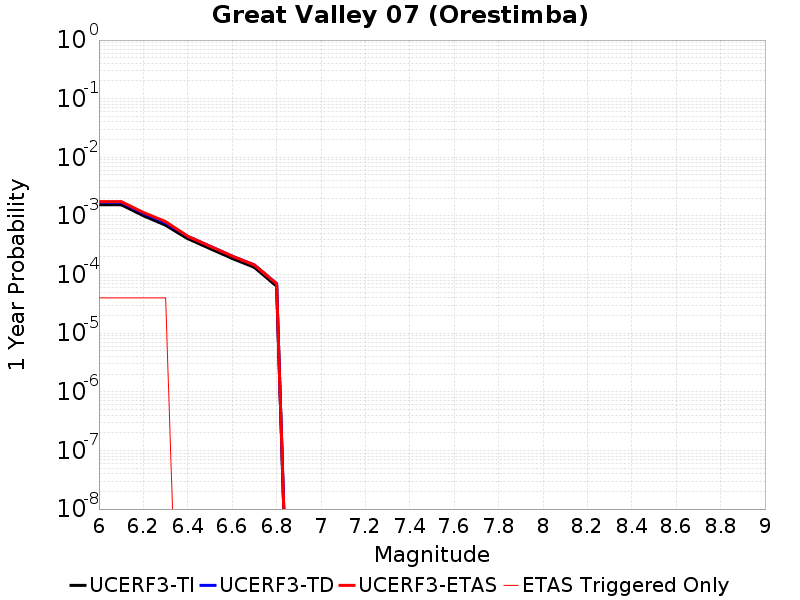 Great Valley 07 (Orestimba)
1 Year Probability
10^0
10^-1
10^-2
10^-3
10^-4
10^-5
10^-6
10^-7
10^-8
6 6.2 6.4 6.6 6.8 7 7.2 7.4 7.6 7.8 8 8.2 8.4 8.6 8.8 9
Magnitude
UCERF3-TI UCERF3-TD UCERF3-ETAS ETAS Triggered Only